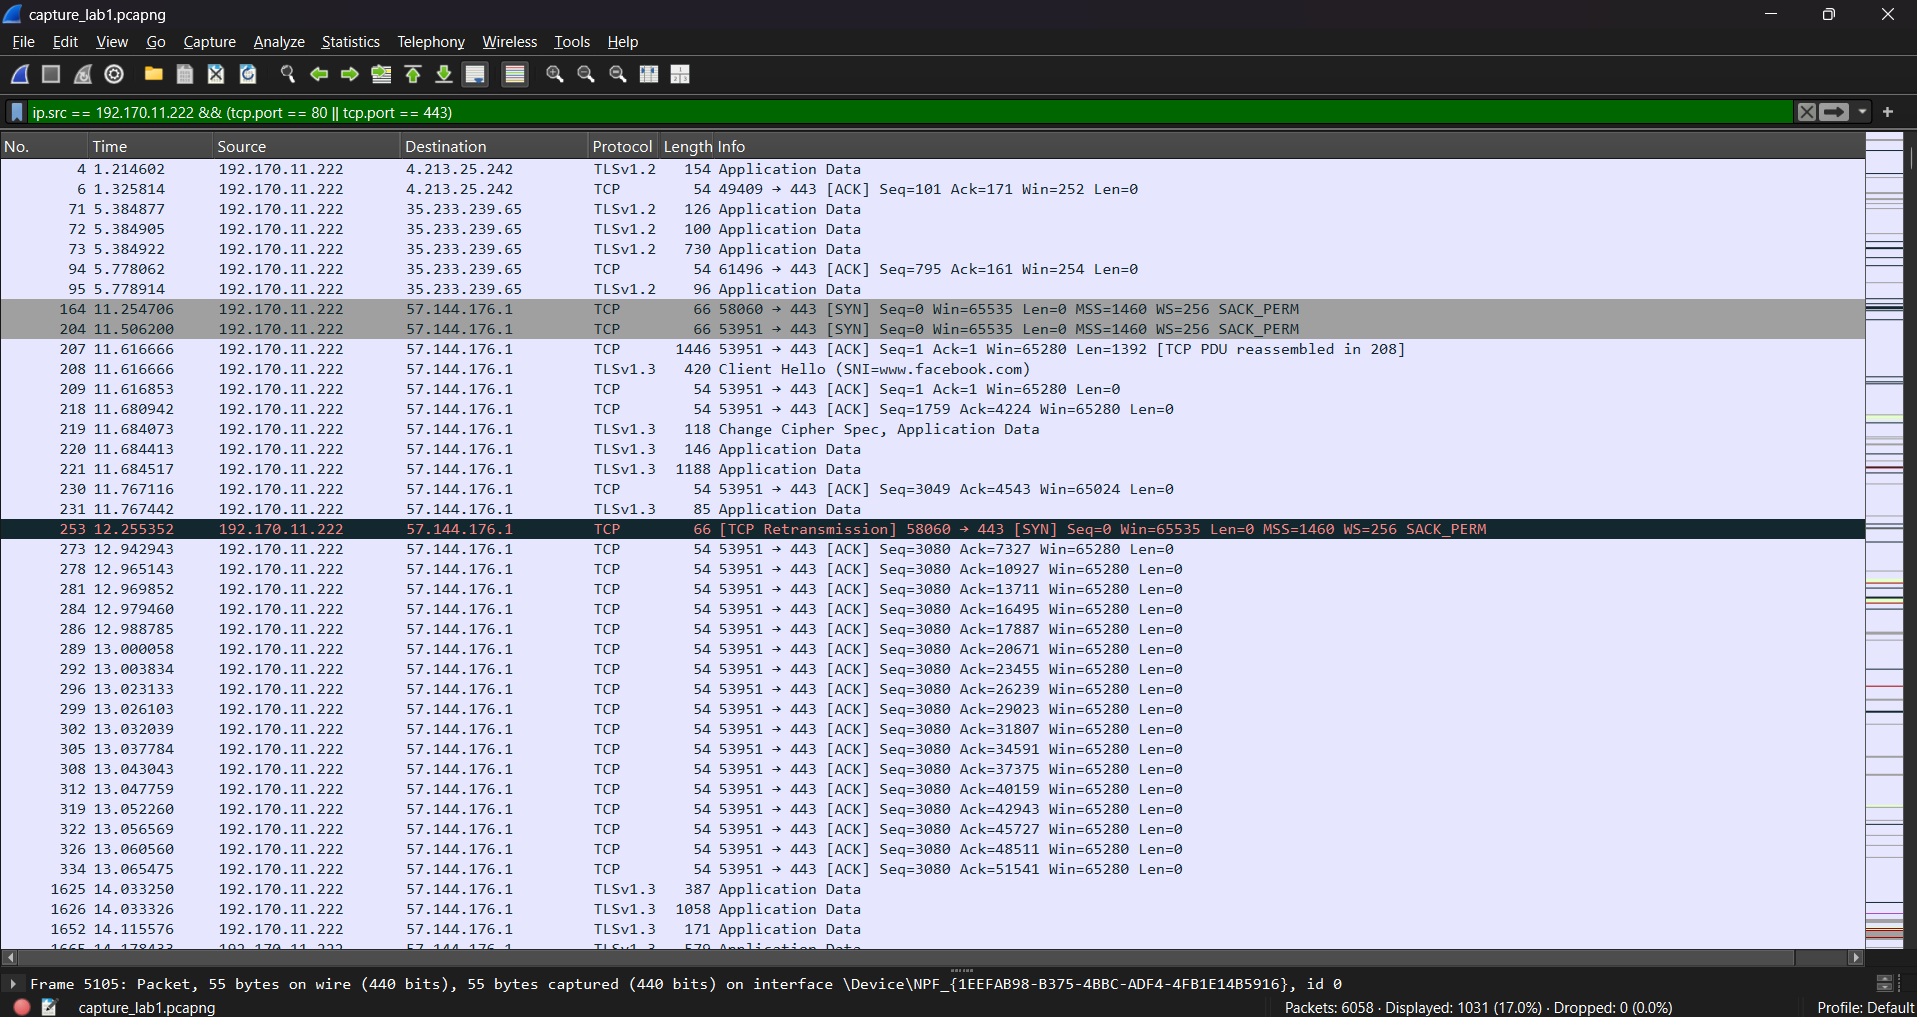 capture_lab1.pcapng
File Edit View Go Capture Analyze Statistics Telephony Wireless Tools Help
ip.src == 192.170.11.222 && (tcp.port == 80 || tcp.port == 443)
No. Time Source Destination Protocol Length Info
4 1.214602 192.170.11.222 4.213.25.242 TLSv1.2 154 Application Data
6 1.325814 192.170.11.222 4.213.25.242 TCP 54 49409 → 443 [ACK] Seq=101 Ack=171 Win=252 Len=0
71 5.384877 192.170.11.222 35.233.239.65 TLSv1.2 126 Application Data
72 5.384905 192.170.11.222 35.233.239.65 TLSv1.2 100 Application Data
73 5.384922 192.170.11.222 35.233.239.65 TLSv1.2 730 Application Data
94 5.778062 192.170.11.222 35.233.239.65 TCP 54 61496 → 443 [ACK] Seq=795 Ack=161 Win=254 Len=0
95 5.778914 192.170.11.222 35.233.239.65 TLSv1.2 96 Application Data
164 11.254706 192.170.11.222 57.144.176.1 TCP 66 58060 → 443 [SYN] Seq=0 Win=65535 Len=0 MSS=1460 WS=256 SACK_PERM
204 11.506200 192.170.11.222 57.144.176.1 TCP 66 53951 → 443 [SYN] Seq=0 Win=65535 Len=0 MSS=1460 WS=256 SACK_PERM
207 11.616666 192.170.11.222 57.144.176.1 TCP 1446 53951 → 443 [ACK] Seq=1 Ack=1 Win=65280 Len=1392 [TCP PDU reassembled in 208]
208 11.616666 192.170.11.222 57.144.176.1 TLSv1.3 420 Client Hello (SNI=www.facebook.com)
209 11.616853 192.170.11.222 57.144.176.1 TCP 54 53951 → 443 [ACK] Seq=1 Ack=1 Win=65280 Len=0
218 11.680942 192.170.11.222 57.144.176.1 TCP 54 53951 → 443 [ACK] Seq=1759 Ack=4224 Win=65280 Len=0
219 11.684073 192.170.11.222 57.144.176.1 TLSv1.3 118 Change Cipher Spec, Application Data
220 11.684413 192.170.11.222 57.144.176.1 TLSv1.3 146 Application Data
221 11.684517 192.170.11.222 57.144.176.1 TLSv1.3 1188 Application Data
230 11.767116 192.170.11.222 57.144.176.1 TCP 54 53951 → 443 [ACK] Seq=3049 Ack=4543 Win=65024 Len=0
231 11.767442 192.170.11.222 57.144.176.1 TLSv1.3 85 Application Data
253 12.255352 192.170.11.222 57.144.176.1 TCP 66 [TCP Retransmission] 58060 → 443 [SYN] Seq=0 Win=65535 Len=0 MSS=1460 WS=256 SACK_PERM
273 12.942943 192.170.11.222 57.144.176.1 TCP 54 53951 → 443 [ACK] Seq=3080 Ack=7327 Win=65280 Len=0
278 12.965143 192.170.11.222 57.144.176.1 TCP 54 53951 → 443 [ACK] Seq=3080 Ack=10927 Win=65280 Len=0
281 12.969852 192.170.11.222 57.144.176.1 TCP 54 53951 → 443 [ACK] Seq=3080 Ack=13711 Win=65280 Len=0
284 12.979460 192.170.11.222 57.144.176.1 TCP 54 53951 → 443 [ACK] Seq=3080 Ack=16495 Win=65280 Len=0
286 12.988785 192.170.11.222 57.144.176.1 TCP 54 53951 → 443 [ACK] Seq=3080 Ack=17887 Win=65280 Len=0
289 13.000058 192.170.11.222 57.144.176.1 TCP 54 53951 → 443 [ACK] Seq=3080 Ack=20671 Win=65280 Len=0
292 13.003834 192.170.11.222 57.144.176.1 TCP 54 53951 → 443 [ACK] Seq=3080 Ack=23455 Win=65280 Len=0
296 13.023133 192.170.11.222 57.144.176.1 TCP 54 53951 → 443 [ACK] Seq=3080 Ack=26239 Win=65280 Len=0
299 13.026103 192.170.11.222 57.144.176.1 TCP 54 53951 → 443 [ACK] Seq=3080 Ack=29023 Win=65280 Len=0
302 13.032039 192.170.11.222 57.144.176.1 TCP 54 53951 → 443 [ACK] Seq=3080 Ack=31807 Win=65280 Len=0
305 13.037784 192.170.11.222 57.144.176.1 TCP 54 53951 → 443 [ACK] Seq=3080 Ack=34591 Win=65280 Len=0
308 13.043043 192.170.11.222 57.144.176.1 TCP 54 53951 → 443 [ACK] Seq=3080 Ack=37375 Win=65280 Len=0
312 13.047759 192.170.11.222 57.144.176.1 TCP 54 53951 → 443 [ACK] Seq=3080 Ack=40159 Win=65280 Len=0
319 13.052260 192.170.11.222 57.144.176.1 TCP 54 53951 → 443 [ACK] Seq=3080 Ack=42943 Win=65280 Len=0
322 13.056569 192.170.11.222 57.144.176.1 TCP 54 53951 → 443 [ACK] Seq=3080 Ack=45727 Win=65280 Len=0
326 13.060560 192.170.11.222 57.144.176.1 TCP 54 53951 → 443 [ACK] Seq=3080 Ack=48511 Win=65280 Len=0
334 13.065475 192.170.11.222 57.144.176.1 TCP 54 53951 → 443 [ACK] Seq=3080 Ack=51541 Win=65280 Len=0
1625 14.033250 192.170.11.222 57.144.176.1 TLSv1.3 387 Application Data
1626 14.033326 192.170.11.222 57.144.176.1 TLSv1.3 1058 Application Data
1652 14.115576 192.170.11.222 57.144.176.1 TLSv1.3 171 Application Data
Frame 5105: Packet, 55 bytes on wire (440 bits), 55 bytes captured (440 bits) on interface \Device\NPF_{1EEFAB98-B375-4BBC-ADF4-4FB1E14B5916}, id 0
capture_lab1.pcapng Packets: 6058 · Displayed: 1031 (17.0%) · Dropped: 0 (0.0%) Profile: Default